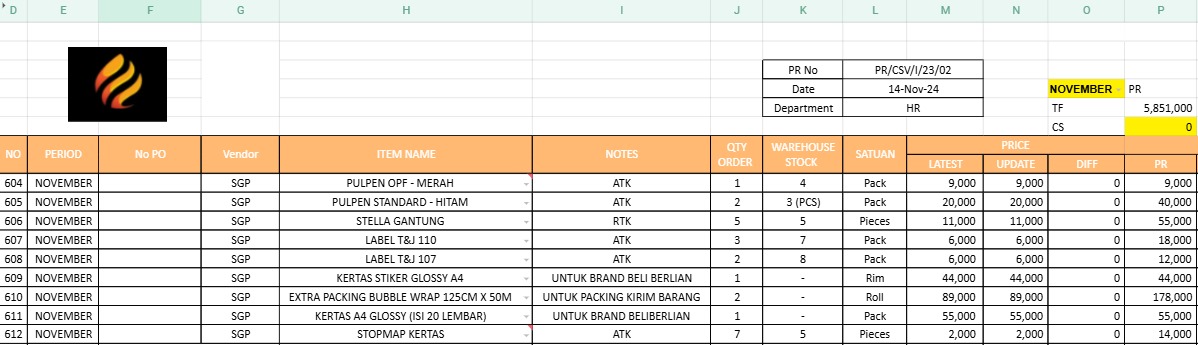 D E F G H I J K L M N O P
PR No PR/CSV/I/23/02
Date 14-Nov-24 NOVEMBER PR
Department HR TF 5,851,000
CS 0
NO PERIOD No PO Vendor ITEM NAME NOTES QTY ORDER WAREHOUSE STOCK SATUAN PRICE
LATEST UPDATE DIFF PR
604 NOVEMBER SGP PULPEN OPF - MERAH ATK 1 4 Pack 9,000 9,000 0 9,000
605 NOVEMBER SGP PULPEN STANDARD - HITAM ATK 2 3 (PCS) Pack 20,000 20,000 0 40,000
606 NOVEMBER SGP STELLA GANTUNG RTK 5 5 Pieces 11,000 11,000 0 55,000
607 NOVEMBER SGP LABEL T&J 110 ATK 3 7 Pack 6,000 6,000 0 18,000
608 NOVEMBER SGP LABEL T&J 107 ATK 2 8 Pack 6,000 6,000 0 12,000
609 NOVEMBER SGP KERTAS STIKER GLOSSY A4 UNTUK BRAND BELI BERLIAN 1 - Rim 44,000 44,000 0 44,000
610 NOVEMBER SGP EXTRA PACKING BUBBLE WRAP 125CM X 50M UNTUK PACKING KIRIM BARANG 2 - Roll 89,000 89,000 0 178,000
611 NOVEMBER SGP KERTAS A4 GLOSSY (ISI 20 LEMBAR) UNTUK BRAND BELIBERLIAN 1 - Pack 55,000 55,000 0 55,000
612 NOVEMBER SGP STOPMAP KERTAS ATK 7 5 Pieces 2,000 2,000 0 14,000